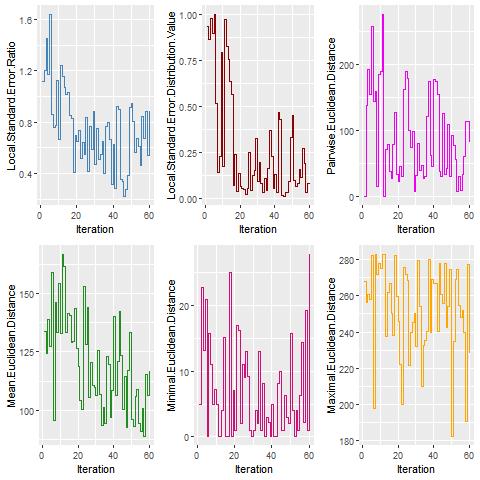 Local.Standard.Error.Ratio
1.6
1.2
0.8
0.4
0 20 40 60
Iteration
Local.Standard.Error.Distribution.Value
1.00
0.75
0.50
0.25
0.00
0 20 40 60
Iteration
Pairwise.Euclidean.Distance
200
100
0
0 20 40 60
Iteration
Mean.Euclidean.Distance
150
125
100
0 20 40 60
Iteration
Minimal.Euclidean.Distance
20
10
0
0 20 40 60
Iteration
Maximal.Euclidean.Distance
280
260
240
220
200
180
0 20 40 60
Iteration